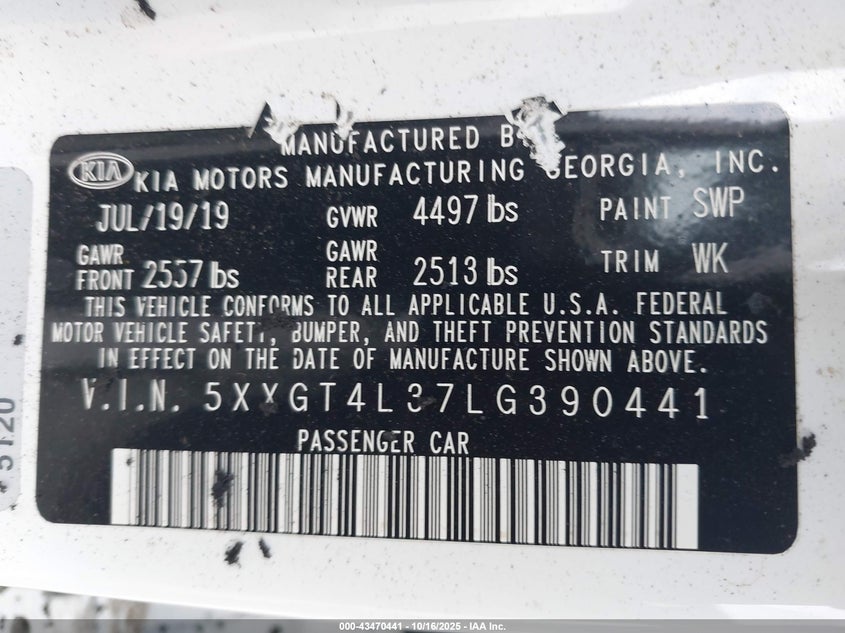 MANUFACTURED
KIA
KIA MOTORS MANUFACTURING GEORGIA, INC.
JUL/19/19 GVWR 4497 lbs PAINT SWP
GAWR FRONT 2557 lbs GAWR REAR 2513 lbs TRIM WK
THIS VEHICLE CONFORMS TO ALL APPLICABLE U.S.A. FEDERAL
MOTOR VEHICLE SAFETY, BUMPER, AND THEFT PREVENTION STANDARDS
IN EFFECT ON THE DATE OF MANUFACTURE SHOWN ABOVE.
V.I.N. 5XXGT4L37LG390441
PASSENGER CAR
000-43470441 - 10/16/2025 - IAA Inc.